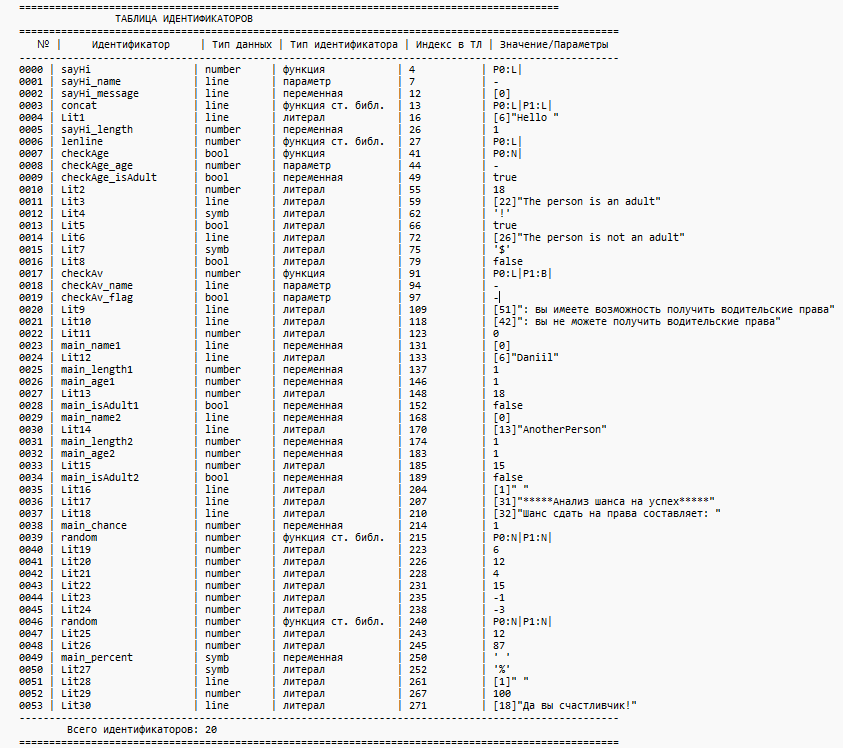 ====================================================================================
ТАБЛИЦА ИДЕНТИФИКАТОРОВ
====================================================================================
№ | Идентификатор | Тип данных | Тип идентификатора | Индекс в ТЛ | Значение/Параметры
----------------------------------------------------------------------------------------------------
0000 | sayHi | number | функция | 4 | P0:L|
0001 | sayHi_name | line | параметр | 7 | -
0002 | sayHi_message | line | переменная | 12 | [0]
0003 | concat | line | функция ст. библ. | 13 | P0:L|P1:L|
0004 | Lit1 | line | литерал | 16 | [6]"Hello "
0005 | sayHi_length | number | переменная | 26 | 1
0006 | lenline | number | функция ст. библ. | 27 | P0:L|
0007 | checkAge | bool | функция | 41 | P0:N|
0008 | checkAge_age | number | параметр | 44 | -
0009 | checkAge_isAdult | bool | переменная | 49 | true
0010 | Lit2 | number | литерал | 55 | 18
0011 | Lit3 | line | литерал | 59 | [22]"The person is an adult"
0012 | Lit4 | symb | литерал | 62 | '!'
0013 | Lit5 | bool | литерал | 66 | true
0014 | Lit6 | line | литерал | 72 | [26]"The person is not an adult"
0015 | Lit7 | symb | литерал | 75 | '$'
0016 | Lit8 | bool | литерал | 79 | false
0017 | checkAv | number | функция | 91 | P0:L|P1:B|
0018 | checkAv_name | line | параметр | 94 | -
0019 | checkAv_flag | bool | параметр | 97 | -
0020 | Lit9 | line | литерал | 109 | [51]": вы имеете возможность получить водительские права"
0021 | Lit10 | line | литерал | 118 | [42]": вы не можете получить водительские права"
0022 | Lit11 | number | литерал | 123 | 0
0023 | main_name1 | line | переменная | 131 | [0]
0024 | Lit12 | line | литерал | 133 | [6]"Daniil"
0025 | main_length1 | number | переменная | 137 | 1
0026 | main_age1 | number | переменная | 146 | 1
0027 | Lit13 | number | литерал | 148 | 18
0028 | main_isAdult1 | bool | переменная | 152 | false
0029 | main_name2 | line | переменная | 168 | [0]
0030 | Lit14 | line | литерал | 170 | [13]"AnotherPerson"
0031 | main_length2 | number | переменная | 174 | 1
0032 | main_age2 | number | переменная | 183 | 1
0033 | Lit15 | number | литерал | 185 | 15
0034 | main_isAdult2 | bool | переменная | 189 | false
0035 | Lit16 | line | литерал | 204 | [1]" "
0036 | Lit17 | line | литерал | 207 | [31]"*****Анализ шанса на успех*****"
0037 | Lit18 | line | литерал | 210 | [32]"Шанс сдать на права составляет: "
0038 | main_chance | number | переменная | 214 | 1
0039 | random | number | функция ст. библ. | 215 | P0:N|P1:N|
0040 | Lit19 | number | литерал | 223 | 6
0041 | Lit20 | number | литерал | 226 | 12
0042 | Lit21 | number | литерал | 228 | 4
0043 | Lit22 | number | литерал | 231 | 15
0044 | Lit23 | number | литерал | 235 | -1
0045 | Lit24 | number | литерал | 238 | -3
0046 | random | number | функция ст. библ. | 240 | P0:N|P1:N|
0047 | Lit25 | number | литерал | 243 | 12
0048 | Lit26 | number | литерал | 245 | 87
0049 | main_percent | symb | переменная | 250 | ' '
0050 | Lit27 | symb | литерал | 252 | '%'
0051 | Lit28 | line | литерал | 261 | [1]" "
0052 | Lit29 | number | литерал | 267 | 100
0053 | Lit30 | line | литерал | 271 | [18]"Да вы счастливчик!"
----------------------------------------------------------------------------------------------------
Всего идентификаторов: 20
====================================================================================